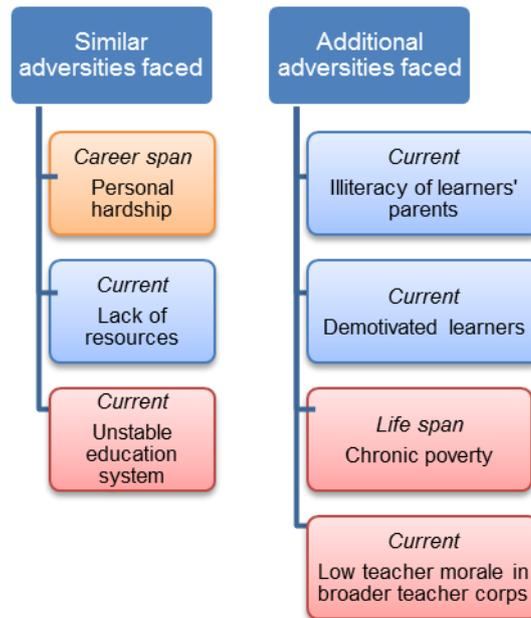 Similar
adversities faced
Career span
Personal
hardship
Current
Lack of
resources
Current
Unstable
education
system
Additional
adversities faced
Current
Illiteracy of learners'
parents
Current
Demotivated learners
Life span
Chronic poverty
Current
Low teacher morale in
broader teacher corps